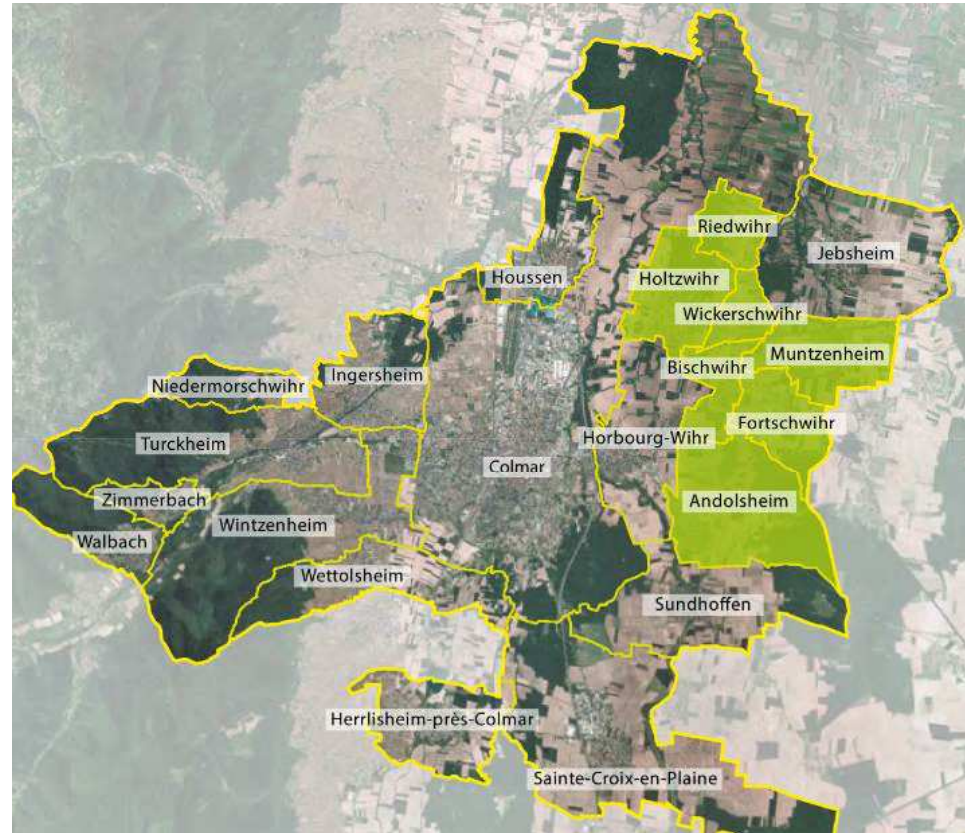 Riedwihr
Jebsheim
Houssen
Holtzwihr
Wickerschwihr
Muntzenheim
Bischwihr
Ingersheim
Niedermorschwihr
Fortschwihr
Turckheim
Horbourg-Wihr
Colmar
Zimmerbach
Andolsheim
Wintzenheim
Walbach
Wettolsheim
Sundhoffen
Herrlisheim-près-Colmar
Sainte-Croix-en-Plaine